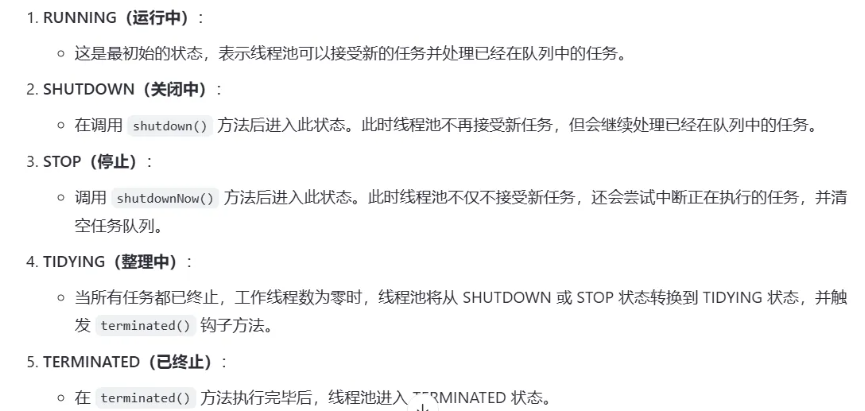 1. RUNNING（运行中）：
○ 这是最初始的状态，表示线程池可以接受新的任务并处理已经在队列中的任务。
2. SHUTDOWN（关闭中）：
○ 在调用 shutdown() 方法后进入此状态。此时线程池不再接受新任务，但会继续处理已经在队列中的任务。
3. STOP（停止）：
○ 调用 shutdownNow() 方法后进入此状态。此时线程池不仅不接受新任务，还会尝试中断正在执行的任务，并清
空任务队列。
4. TIDYING（整理中）：
○ 当所有任务都已终止，工作线程数为零时，线程池将从 SHUTDOWN 或 STOP 状态转换到 TIDYING 状态，并触
发 terminated() 钩子方法。
5. TERMINATED（已终止）：
○ 在 terminated() 方法执行完毕后，线程池进入 TERMINATED 状态。